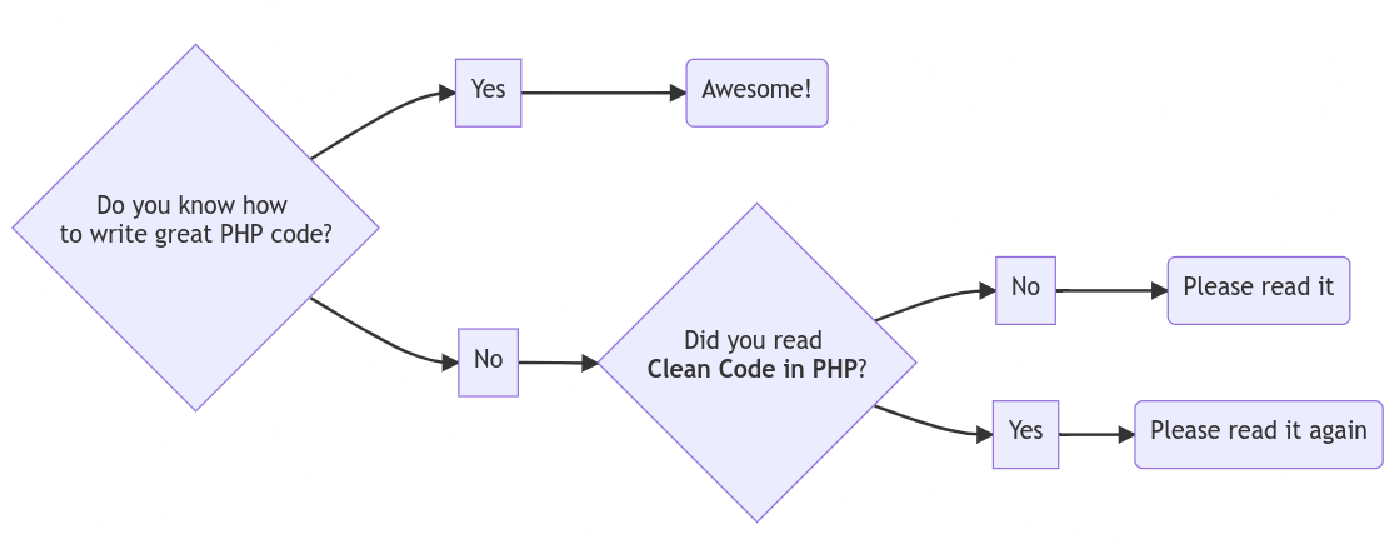 Yes
Awesome!
Do you know how
to write great PHP code?
No
Did you read
Clean Code in PHP?
No
Please read it
Yes
Please read it again